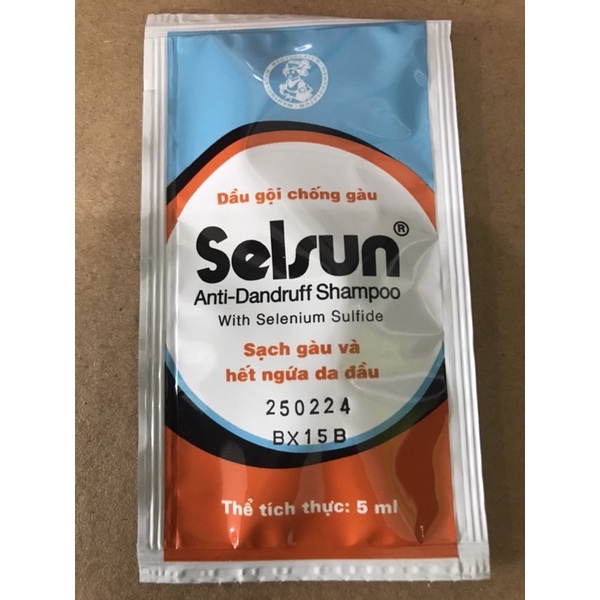 Dầu gội chống gàu
Selsun®
Anti-Dandruff Shampoo
With Selenium Sulfide
Sạch gàu và
hết ngứa da đầu
250224
BX15B
Thể tích thực: 5 ml